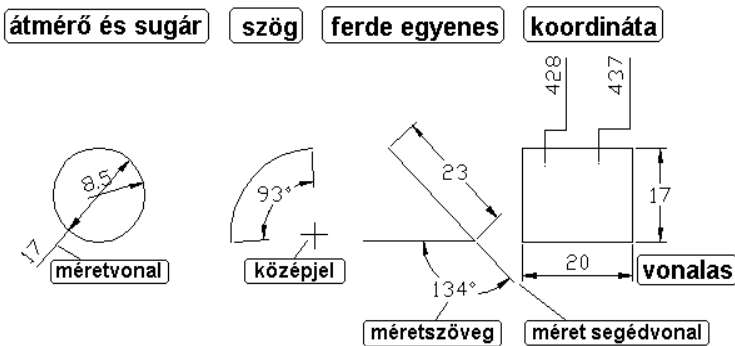 átmérő és sugár
szög
ferde egyenes
koordináta
428
437
8,5
93°
23
17
17
méretvonal
középjel
20
vonalas
134°
méretszöveg
méret segédvonal